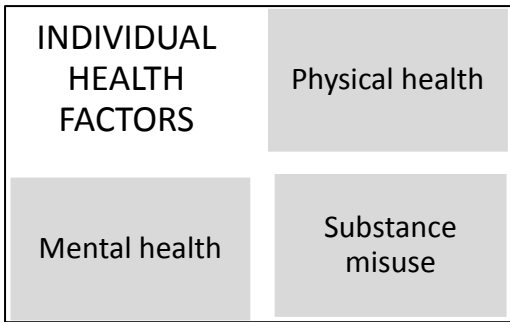 INDIVIDUAL
HEALTH
FACTORS
Physical health
Mental health
Substance
misuse